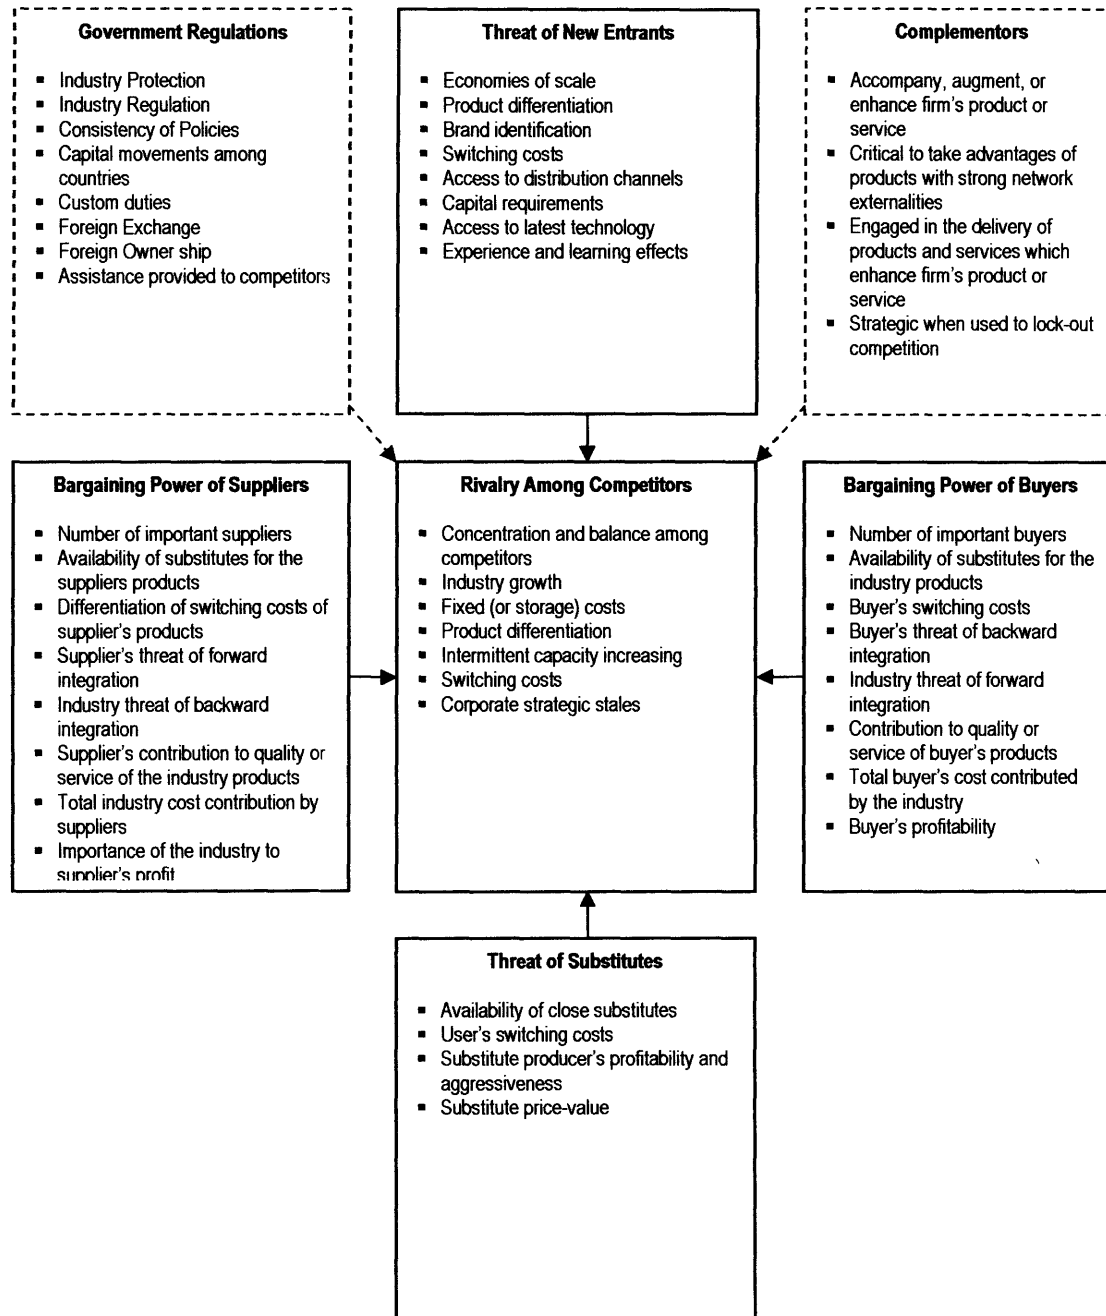 Government Regulations
Industry Protection
Industry Regulation
Consistency of Policies
Capital movements among
countries
Custom duties
Foreign Exchange
Foreign Owner ship
Assistance provided to competitors
Threat of New Entrants
Economies of scale
Product differentiation
Brand identification
Switching costs
Access to distribution channels
Capital requirements
Access to latest technology
Experience and learning effects
Complementors
Accompany, augment, or
enhance firm's product or
service
Critical to take advantages of
products with strong network
externalities
Engaged in the delivery of
products and services which
enhance firm's product or
service
Strategic when used to lock-out
competition
Bargaining Power of Suppliers
Number of important suppliers
Availability of substitutes for the
suppliers products
Differentiation of switching costs of
supplier's products
Supplier's threat of forward
integration
Industry threat of backward
integration
Supplier's contribution to quality or
service of the industry products
Total industry cost contribution by
suppliers
Importance of the industry to
supplier's profit
Rivalry Among Competitors
Concentration and balance among
competitors
Industry growth
Fixed (or storage) costs
Product differentiation
Intermittent capacity increasing
Switching costs
Corporate strategic stales
Bargaining Power of Buyers
Number of important buyers
Availability of substitutes for the
industry products
Buyer's switching costs
Buyer's threat of backward
integration
Industry threat of forward
integration
Contribution to quality or
service of buyer's products
Total buyer's cost contributed
by the industry
Buyer's profitability
Threat of Substitutes
Availability of close substitutes
User's switching costs
Substitute producer's profitability and
aggressiveness
Substitute price-value